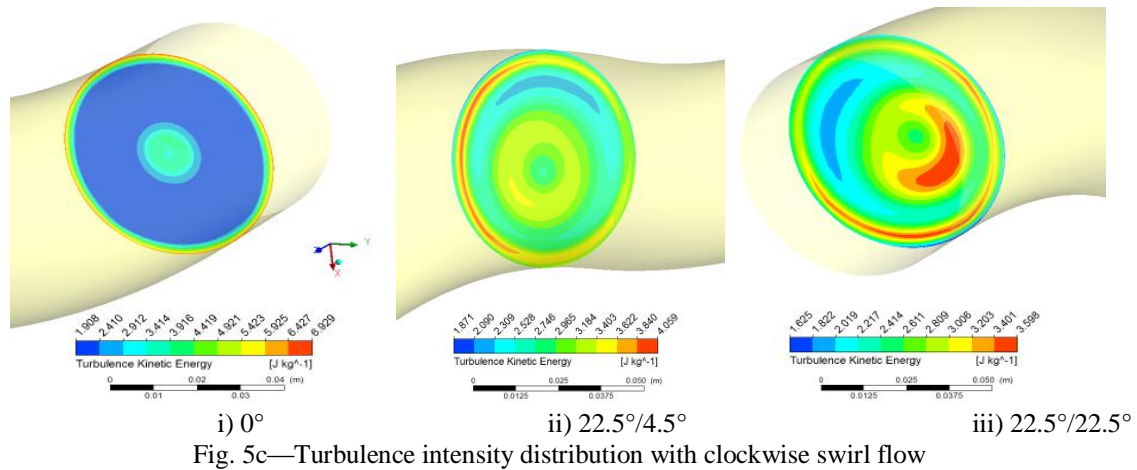 Y
X
1.908 2.410 2.912 3.414 3.916 4.419 4.921 5.423 5.925 6.427 6.929
Turbulence Kinetic Energy [J kg^-1]
0 0.02 0.04 (m)
0.01 0.03
1.871 2.090 2.309 2.528 2.746 2.965 3.184 3.403 3.622 3.840 4.059
Turbulence Kinetic Energy [J kg^-1]
0 0.025 0.050 (m)
0.0125 0.0375
1.625 1.822 2.019 2.217 2.414 2.611 2.809 3.006 3.203 3.401 3.598
Turbulence Kinetic Energy [J kg^-1]
0 0.025 0.050 (m)
0.0125 0.0375
i) 0° ii) 22.5°/4.5° iii) 22.5°/22.5°
Fig. 5c—Turbulence intensity distribution with clockwise swirl flow